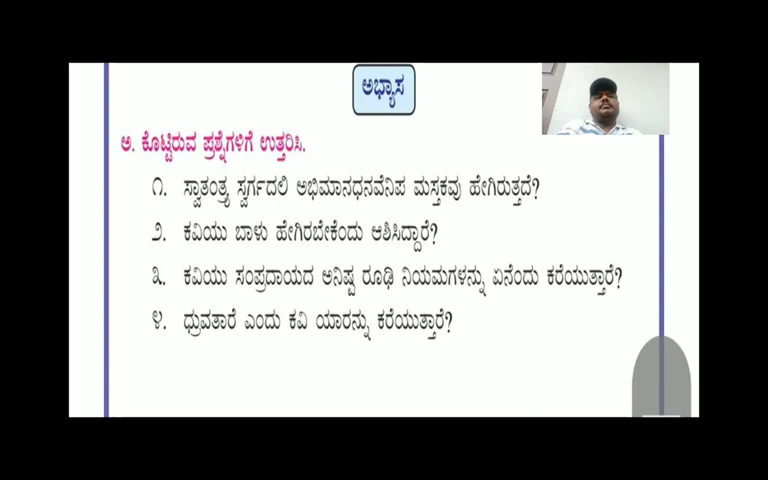 ಅಭ್ಯಾಸ
ಅ. ಕೊಟ್ಟಿರುವ ಪ್ರಶ್ನೆಗಳಿಗೆ ಉತ್ತರಿಸಿ.
೧. ಸ್ವಾತಂತ್ರ್ಯ ಸ್ವರ್ಗದಲಿ ಅಭಿಮಾನಧನವೆನಿಪ ಮಸ್ತಕವು ಹೇಗಿರುತ್ತದೆ?
೨. ಕವಿಯು ಬಾಳು ಹೇಗಿರಬೇಕೆಂದು ಆಶಿಸಿದ್ದಾರೆ?
೩. ಕವಿಯು ಸಂಪ್ರದಾಯದ ಅನಿಷ್ಟ ರೂಢಿ ನಿಯಮಗಳನ್ನು ಏನೆಂದು ಕರೆಯುತ್ತಾರೆ?
೪. ಧ್ರುವತಾರೆ ಎಂದು ಕವಿ ಯಾರನ್ನು ಕರೆಯುತ್ತಾರೆ?